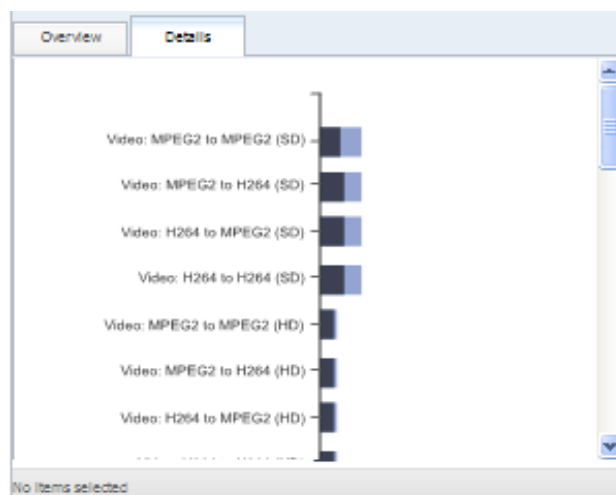 Overview
Details
Video: MPEG2 to MPEG2 (SD)
Video: MPEG2 to H264 (SD)
Video: H264 to MPEG2 (SD)
Video: H264 to H264 (SD)
Video: MPEG2 to MPEG2 (HD)
Video: MPEG2 to H264 (HD)
Video: H264 to MPEG2 (HD)
No items selected